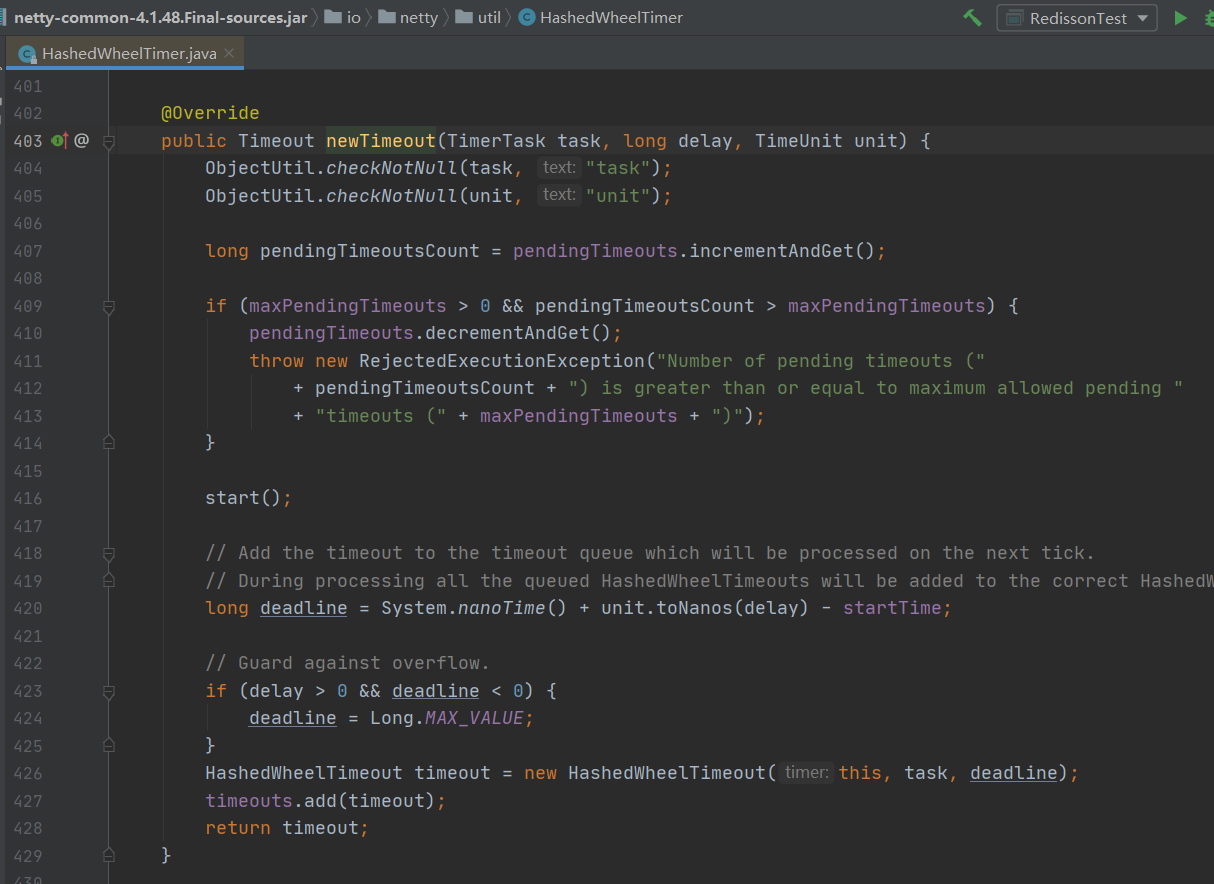 netty-common-4.1.48.Final-sources.jar io netty util HashedWheelTimer RedissonTest
HashedWheelTimer.java
401
402 @Override
403 @ public Timeout newTimeout(TimerTask task, long delay, TimeUnit unit) {
404 ObjectUtil.checkNotNull(task, text: "task");
405 ObjectUtil.checkNotNull(unit, text: "unit");
406
407 long pendingTimeoutsCount = pendingTimeouts.incrementAndGet();
408
409 if (maxPendingTimeouts > 0 && pendingTimeoutsCount > maxPendingTimeouts) {
410 pendingTimeouts.decrementAndGet();
411 throw new RejectedExecutionException("Number of pending timeouts ("
412 + pendingTimeoutsCount + ") is greater than or equal to maximum allowed pending "
413 + "timeouts (" + maxPendingTimeouts + ")");
414 }
415
416 start();
417
418 // Add the timeout to the timeout queue which will be processed on the next tick.
419 // During processing all the queued HashedWheelTimeouts will be added to the correct HashedW
420 long deadline = System.nanoTime() + unit.toNanos(delay) - startTime;
421
422 // Guard against overflow.
423 if (delay > 0 && deadline < 0) {
424 deadline = Long.MAX_VALUE;
425 }
426 HashedWheelTimeout timeout = new HashedWheelTimeout( timer: this, task, deadline);
427 timeouts.add(timeout);
428 return timeout;
429 }
430